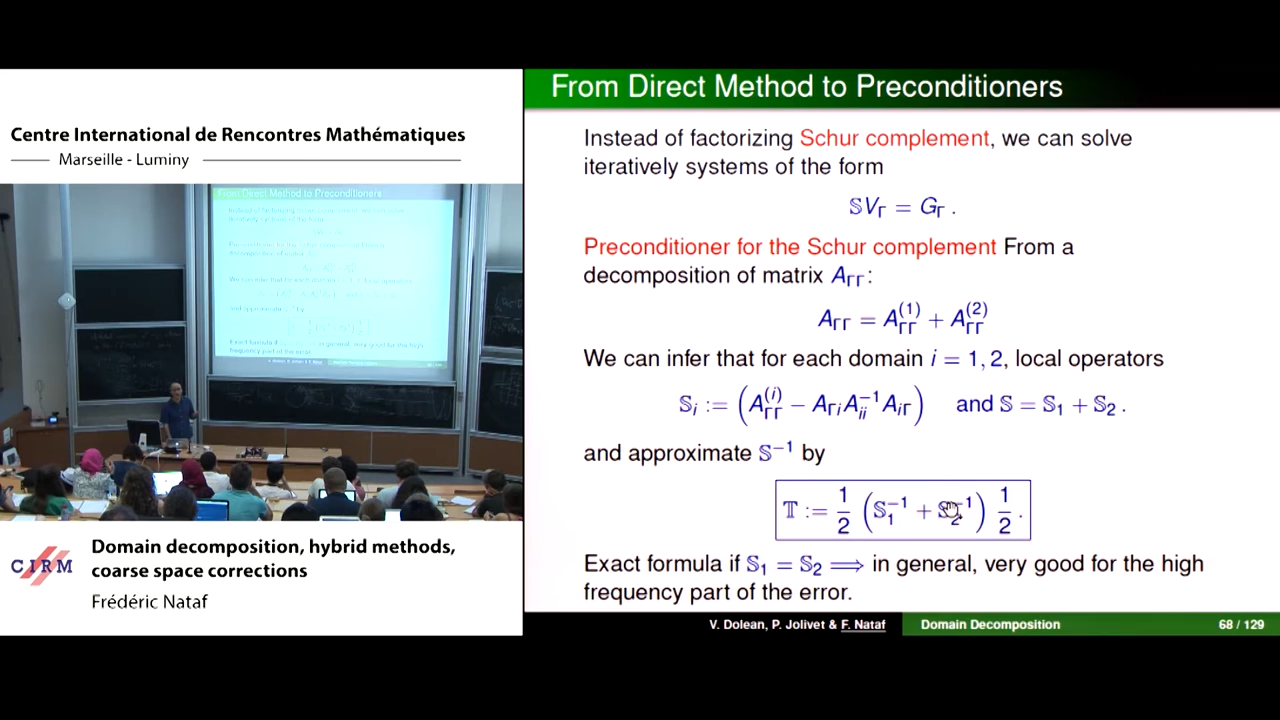 Centre International de Rencontres Mathématiques
Marseille - Luminy
From Direct Method to Preconditioners
Instead of factorizing Schur complement, we can solve
iteratively systems of the form
𝕊V_Γ = G_Γ .
Preconditioner for the Schur complement From a
decomposition of matrix A_ΓΓ:
A_ΓΓ = A_ΓΓ^(1) + A_ΓΓ^(2)
We can infer that for each domain i = 1, 2, local operators
𝕊_i := (A_ΓΓ^(i) − A_Γi A_ii^−1 A_iΓ) and 𝕊 = 𝕊_1 + 𝕊_2 .
and approximate 𝕊^−1 by
𝕋 := 1/2 (𝕊_1^−1 + 𝕊_2^−1) 1/2 .
Exact formula if 𝕊_1 = 𝕊_2 ⟹ in general, very good for the high
frequency part of the error.
V. Dolean, P. Jolivet & F. Nataf
Domain Decomposition
68 / 129
From Direct Method to Preconditioners
CIRM
Domain decomposition, hybrid methods,
coarse space corrections
Frédéric Nataf